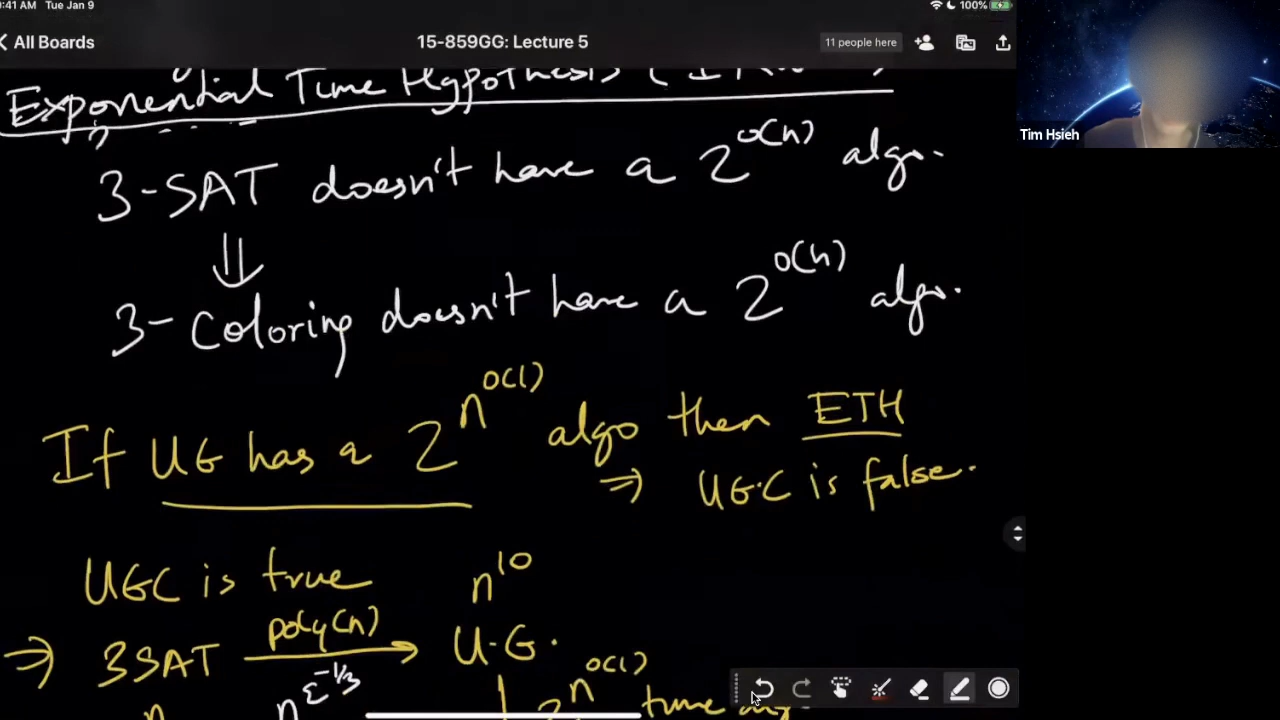 9:41 AM Tue Jan 9 100%
All Boards 15-859GG: Lecture 5 11 people here
Tim Hsieh
Exponential Time Hypothesis
3-SAT doesn't have a 2^o(n) algo.
⇓
3-Coloring doesn't have a 2^o(n) algo.
If UG has a 2^n^o(1) algo then ETH
⇒ UGC is false.
UGC is true n^10
⇒ 3SAT poly(n) → U.G.
n n^ε^-1/3 2^n^o(1) time